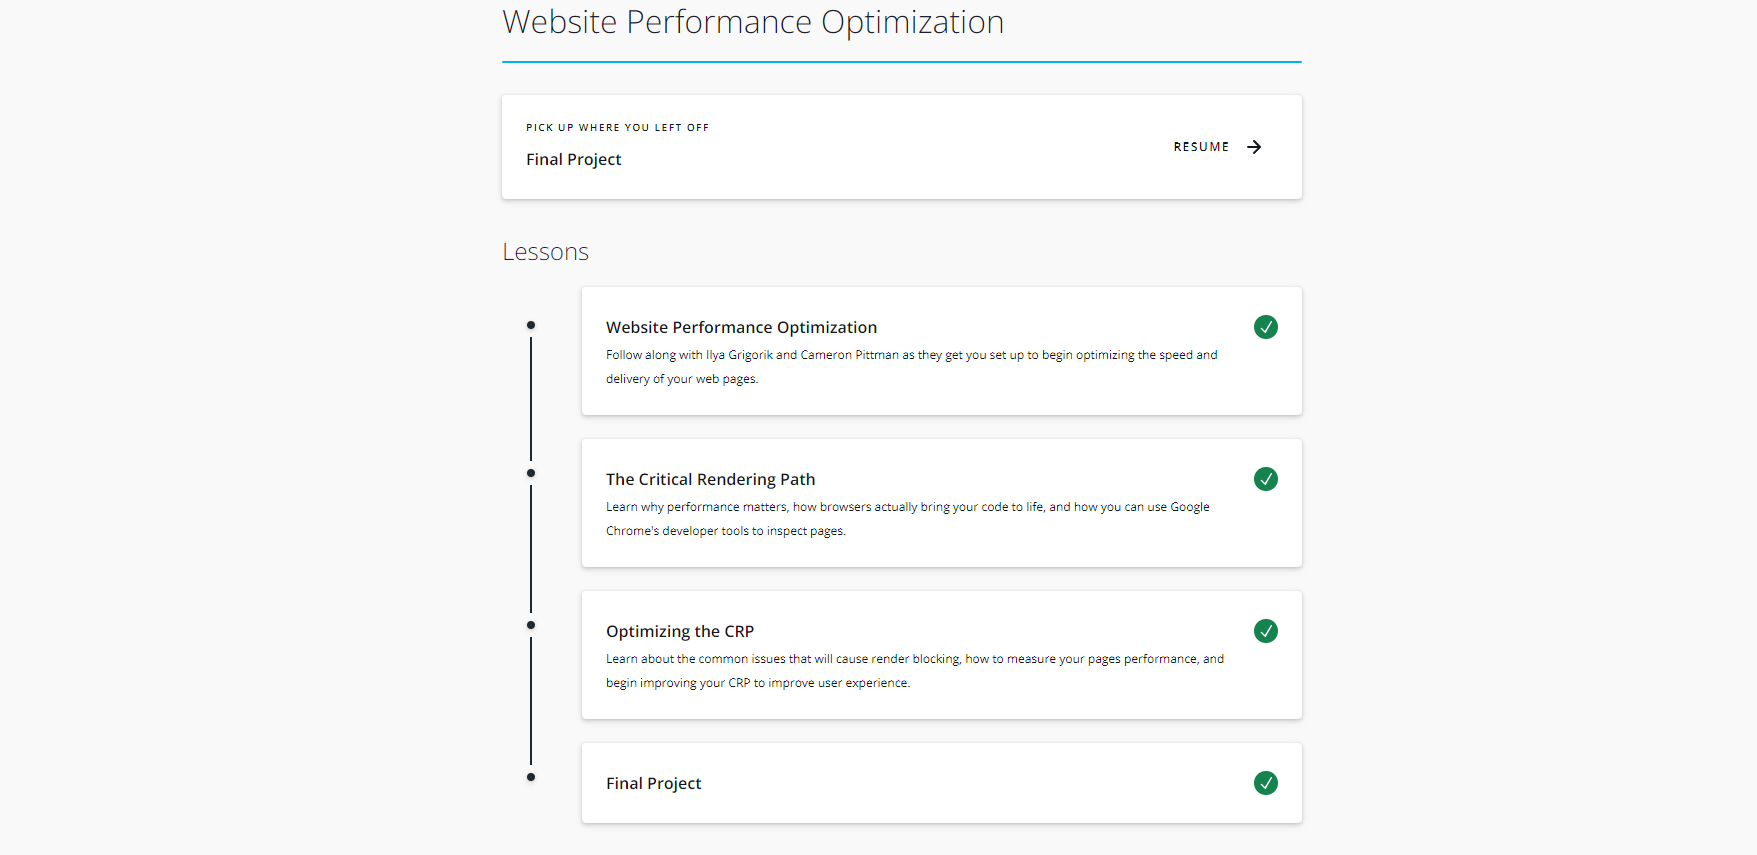 Website Performance Optimization
PICK UP WHERE YOU LEFT OFF
Final Project
RESUME
Lessons
Website Performance Optimization
Follow along with Ilya Grigorik and Cameron Pittman as they get you set up to begin optimizing the speed and
delivery of your web pages.
The Critical Rendering Path
Learn why performance matters, how browsers actually bring your code to life, and how you can use Google
Chrome's developer tools to inspect pages.
Optimizing the CRP
Learn about the common issues that will cause render blocking, how to measure your pages performance, and
begin improving your CRP to improve user experience.
Final Project